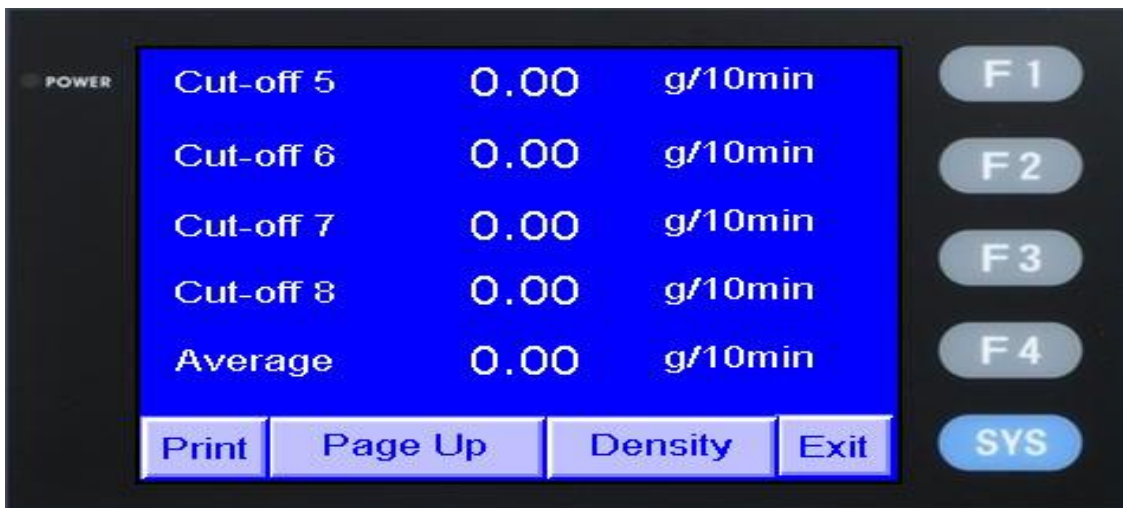 POWER
Cut-off 5 0.00 g/10min
F1
Cut-off 6 0.00 g/10min
F2
Cut-off 7 0.00 g/10min
F3
Cut-off 8 0.00 g/10min
Average 0.00 g/10min
F4
Print Page Up Density Exit
SYS